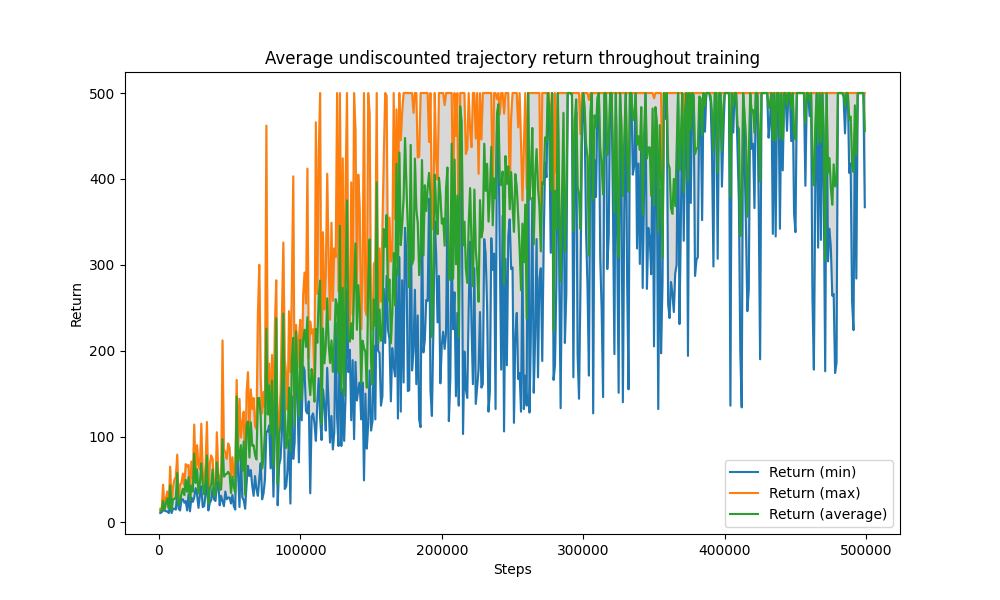 Average undiscounted trajectory return throughout training
Return
500
400
300
200
100
0
0 100000 200000 300000 400000 500000
Steps
Return (min)
Return (max)
Return (average)